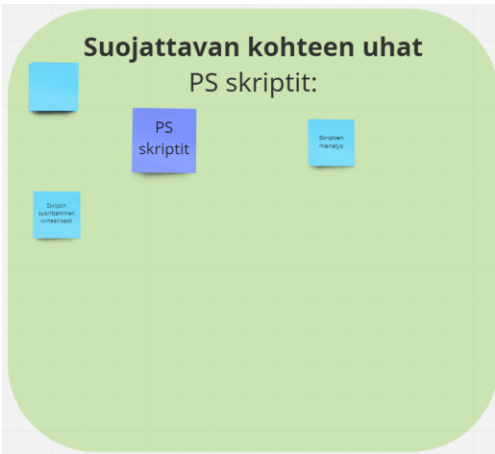 Suojattavan kohteen uhat
PS skriptit:
PS
skriptit
Skriptien
menetys
Skriptin
suorittaminen
virheellisesti